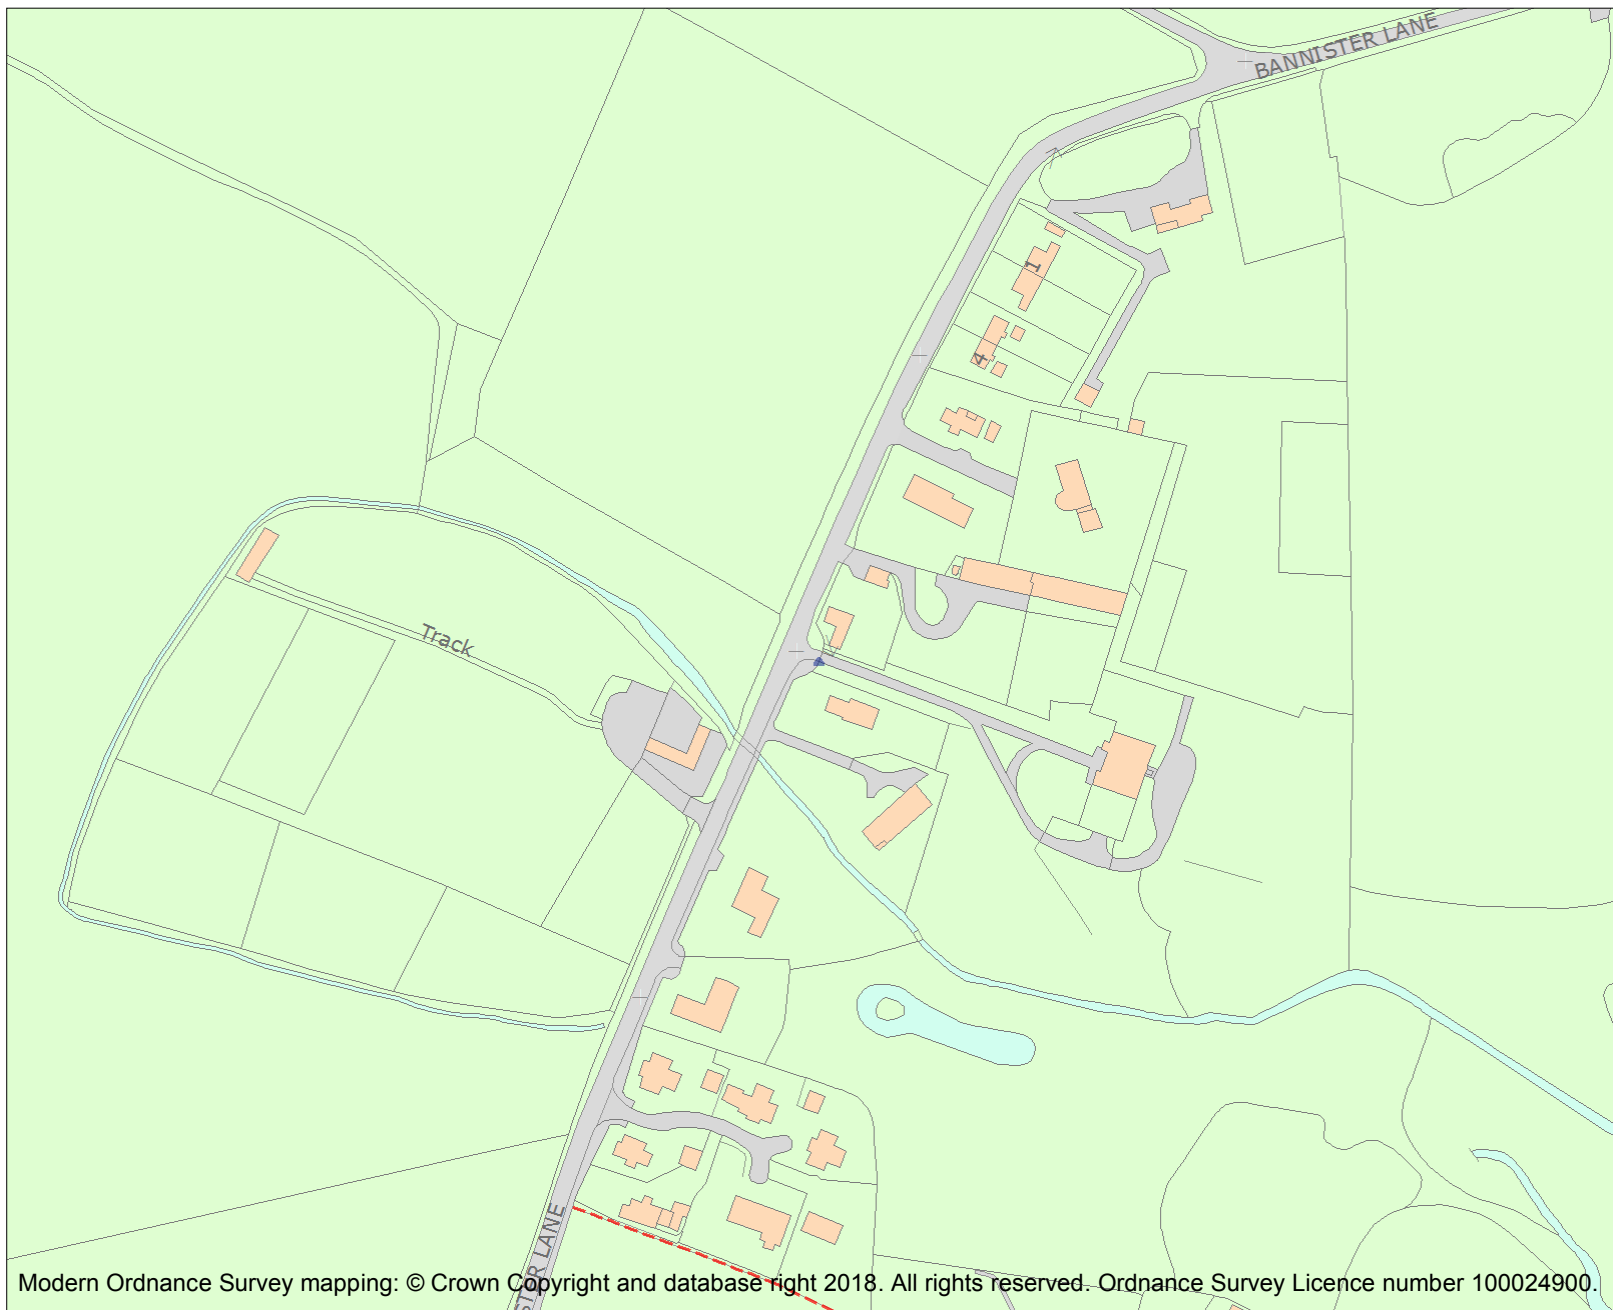 BANNISTER LANE
1
4
Track
STER LANE
Modern Ordnance Survey mapping: © Crown Copyright and database right 2018. All rights reserved. Ordnance Survey Licence number 100024900.